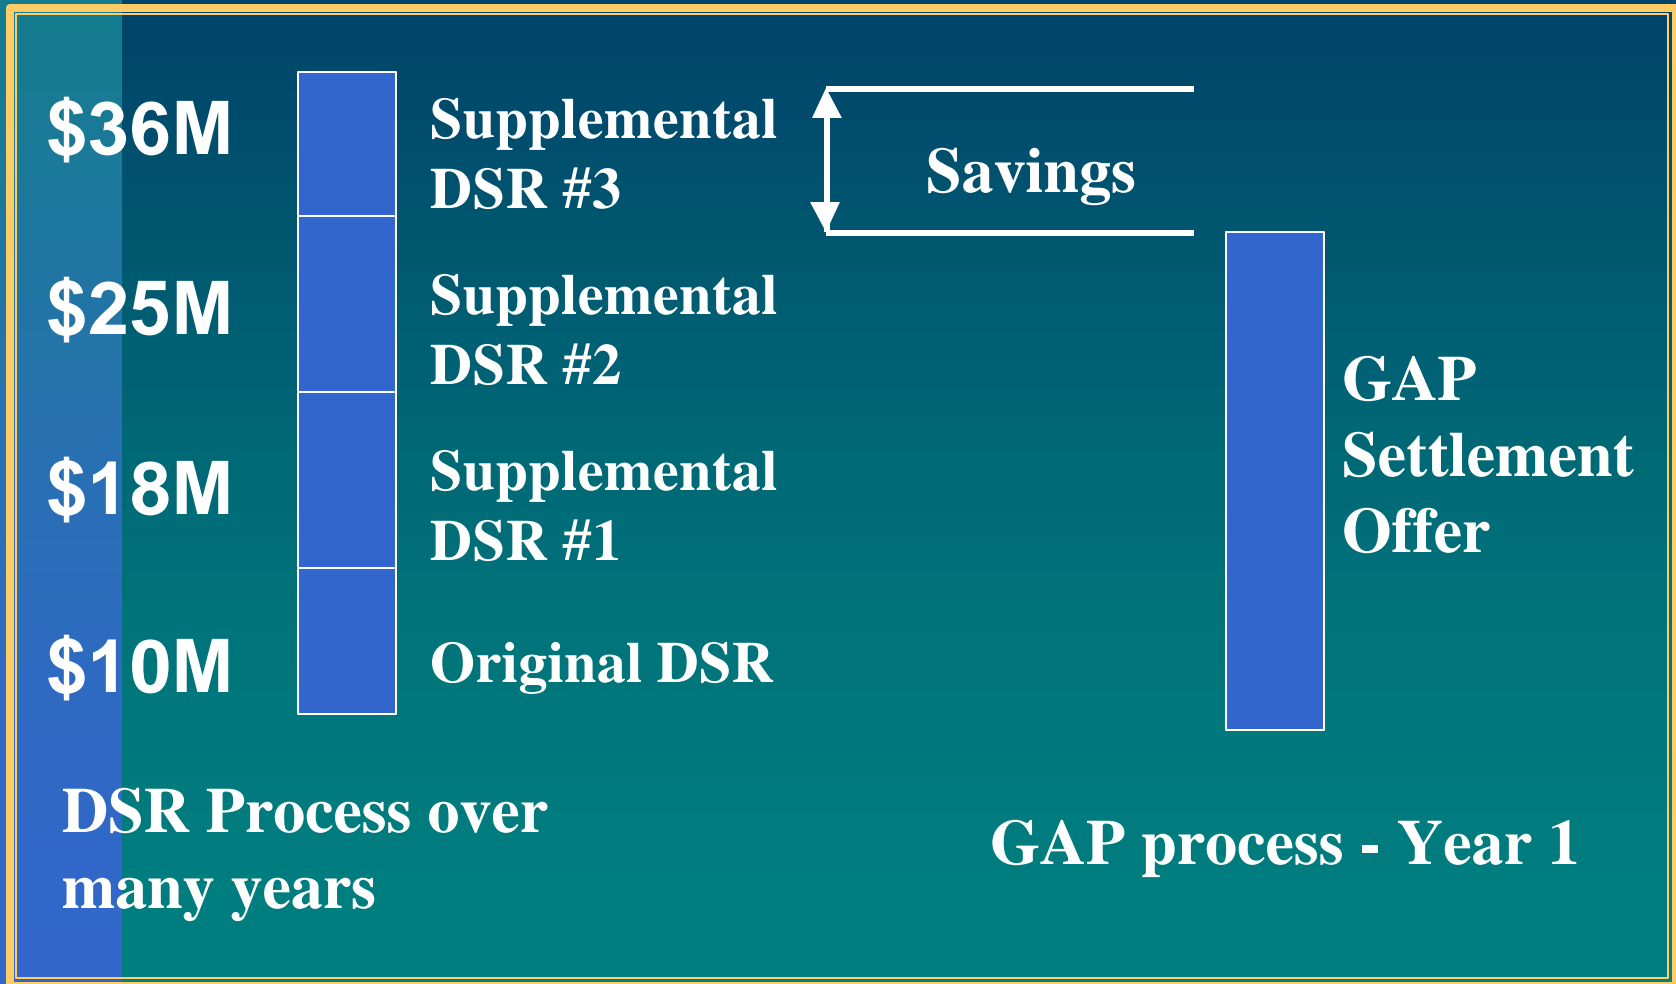 $36M
Supplemental
DSR #3
Savings
$25M
Supplemental
DSR #2
GAP
Settlement
Offer
$18M
Supplemental
DSR #1
$10M
Original DSR
DSR Process over
many years
GAP process - Year 1